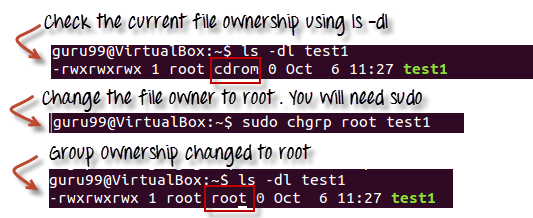 Check the current file ownership using ls -dl
guru99@VirtualBox:~$ ls -dl test1
-rwxrwxrwx 1 root cdrom 0 Oct  6 11:27 test1
Change the file owner to root . You will need sudo
guru99@VirtualBox:~$ sudo chgrp root test1
Group ownership changed to root
guru99@VirtualBox:~$ ls -dl test1
-rwxrwxrwx 1 root root 0 Oct  6 11:27 test1